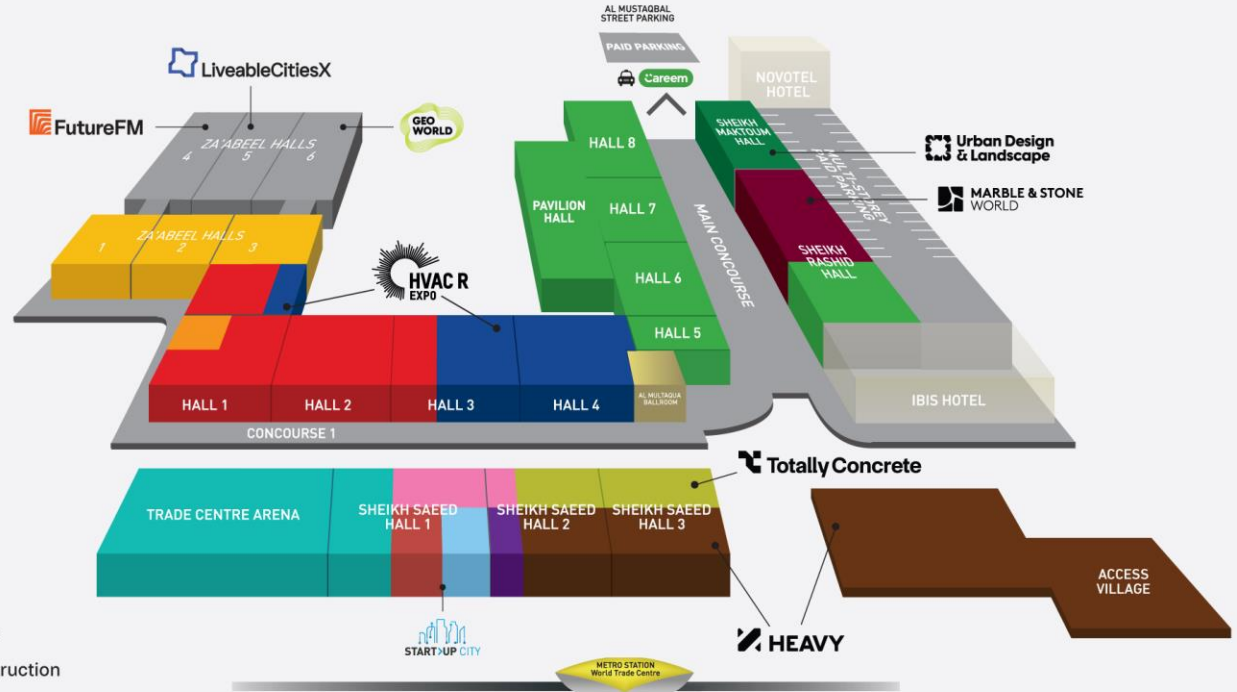 AL MUSTAQBAL
STREET PARKING
PAID PARKING
Careem
NOVOTEL
HOTEL
LiveableCitiesX
FutureFM
GEO
WORLD
ZA'ABEEL HALLS
4 5 6
ZA'ABEEL HALLS
1 2 3
HVAC R
EXPO
PAVILION
HALL
HALL 8
HALL 7
HALL 6
HALL 5
MAIN CONCOURSE
SHEIKH
MAKTOUM
HALL
MULTI-STOREY
PAID PARKING
SHEIKH
RASHID
HALL
Urban Design
& Landscape
MARBLE & STONE
WORLD
IBIS HOTEL
HALL 1
HALL 2
HALL 3
HALL 4
AL MULTAQUA
BALLROOM
CONCOURSE 1
Totally Concrete
TRADE CENTRE ARENA
SHEIKH SAEED
HALL 1
SHEIKH SAEED
HALL 2
SHEIKH SAEED
HALL 3
ACCESS
VILLAGE
START>UP CITY
HEAVY
ruction
METRO STATION
World Trade Centre